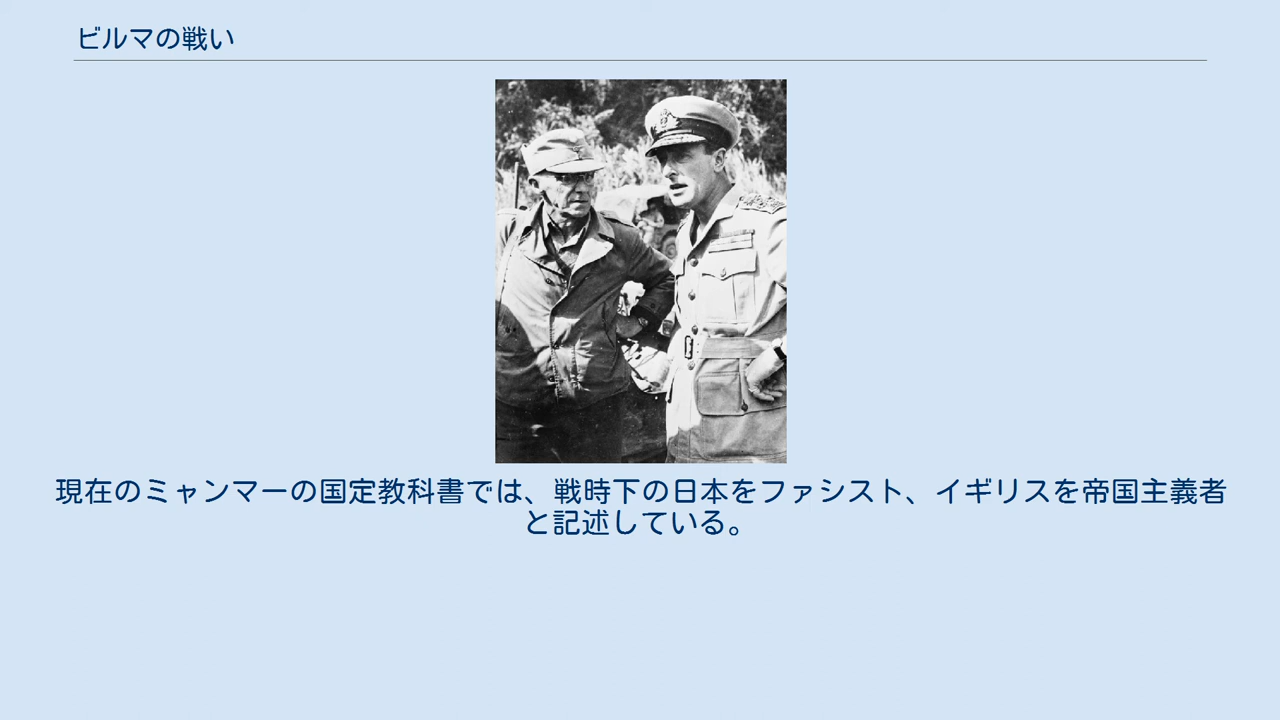 ビルマの戦い
現在のミャンマーの国定教科書では、戦時下の日本をファシスト、イギリスを帝国主義者
と記述している。